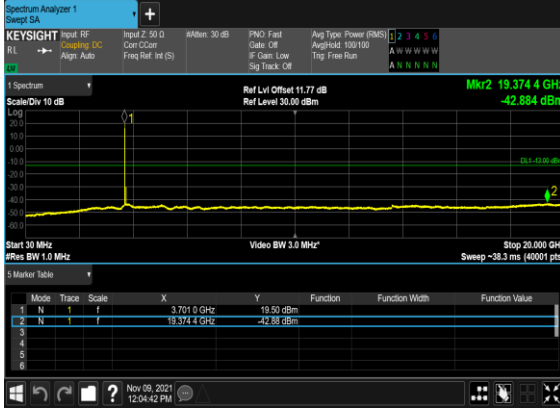 Spectrum Analyzer 1
Swept SA
+
KEYSIGHT Input: RF Input Z: 50 Ω #Atten: 30 dB PNO: Fast Avg Type: Power (RMS) 1 2 3 4 5 6
RL Coupling: DC Corr CCorr Gate: Off Avg|Hold: 100/100 A W W W W W
Align: Auto Freq Ref: Int (S) IF Gain: Low Trig: Free Run
Sig Track: Off A N N N N N
1 Spectrum Ref Lvl Offset 11.77 dB Mkr2 19.374 4 GHz
Scale/Div 10 dB Ref Level 30.00 dBm -42.884 dBm
Log
20.0
10.0
0.00
-10.0
-20.0
-30.0
-40.0
-50.0
-60.0
1
DL1 -13.00 dBm
2
Start 30 MHz Video BW 3.0 MHz* Stop 20.000 GHz
#Res BW 1.0 MHz Sweep ~38.3 ms (40001 pts)
5 Marker Table
Mode Trace Scale X Y Function Function Width Function Value
1 N 1 f 3.701 0 GHz 19.50 dBm
2 N 1 f 19.374 4 GHz -42.88 dBm
3
4
5
6
? Nov 09, 2021
12:04:42 PM